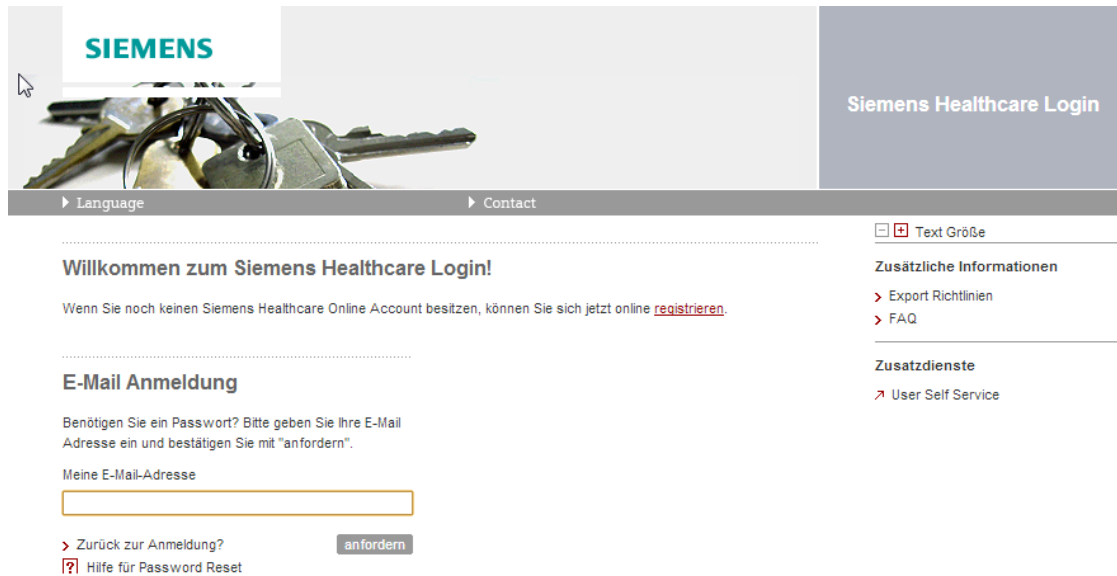 SIEMENS
Siemens Healthcare Login
Language
Contact
Text Größe
Willkommen zum Siemens Healthcare Login!
Wenn Sie noch keinen Siemens Healthcare Online Account besitzen, können Sie sich jetzt online registrieren.
Zusätzliche Informationen
Export Richtlinien
FAQ
Zusatzdienste
User Self Service
E-Mail Anmeldung
Benötigen Sie ein Passwort? Bitte geben Sie Ihre E-Mail
Adresse ein und bestätigen Sie mit "anfordern".
Meine E-Mail-Adresse
Zurück zur Anmeldung?
anfordern
? Hilfe für Password Reset